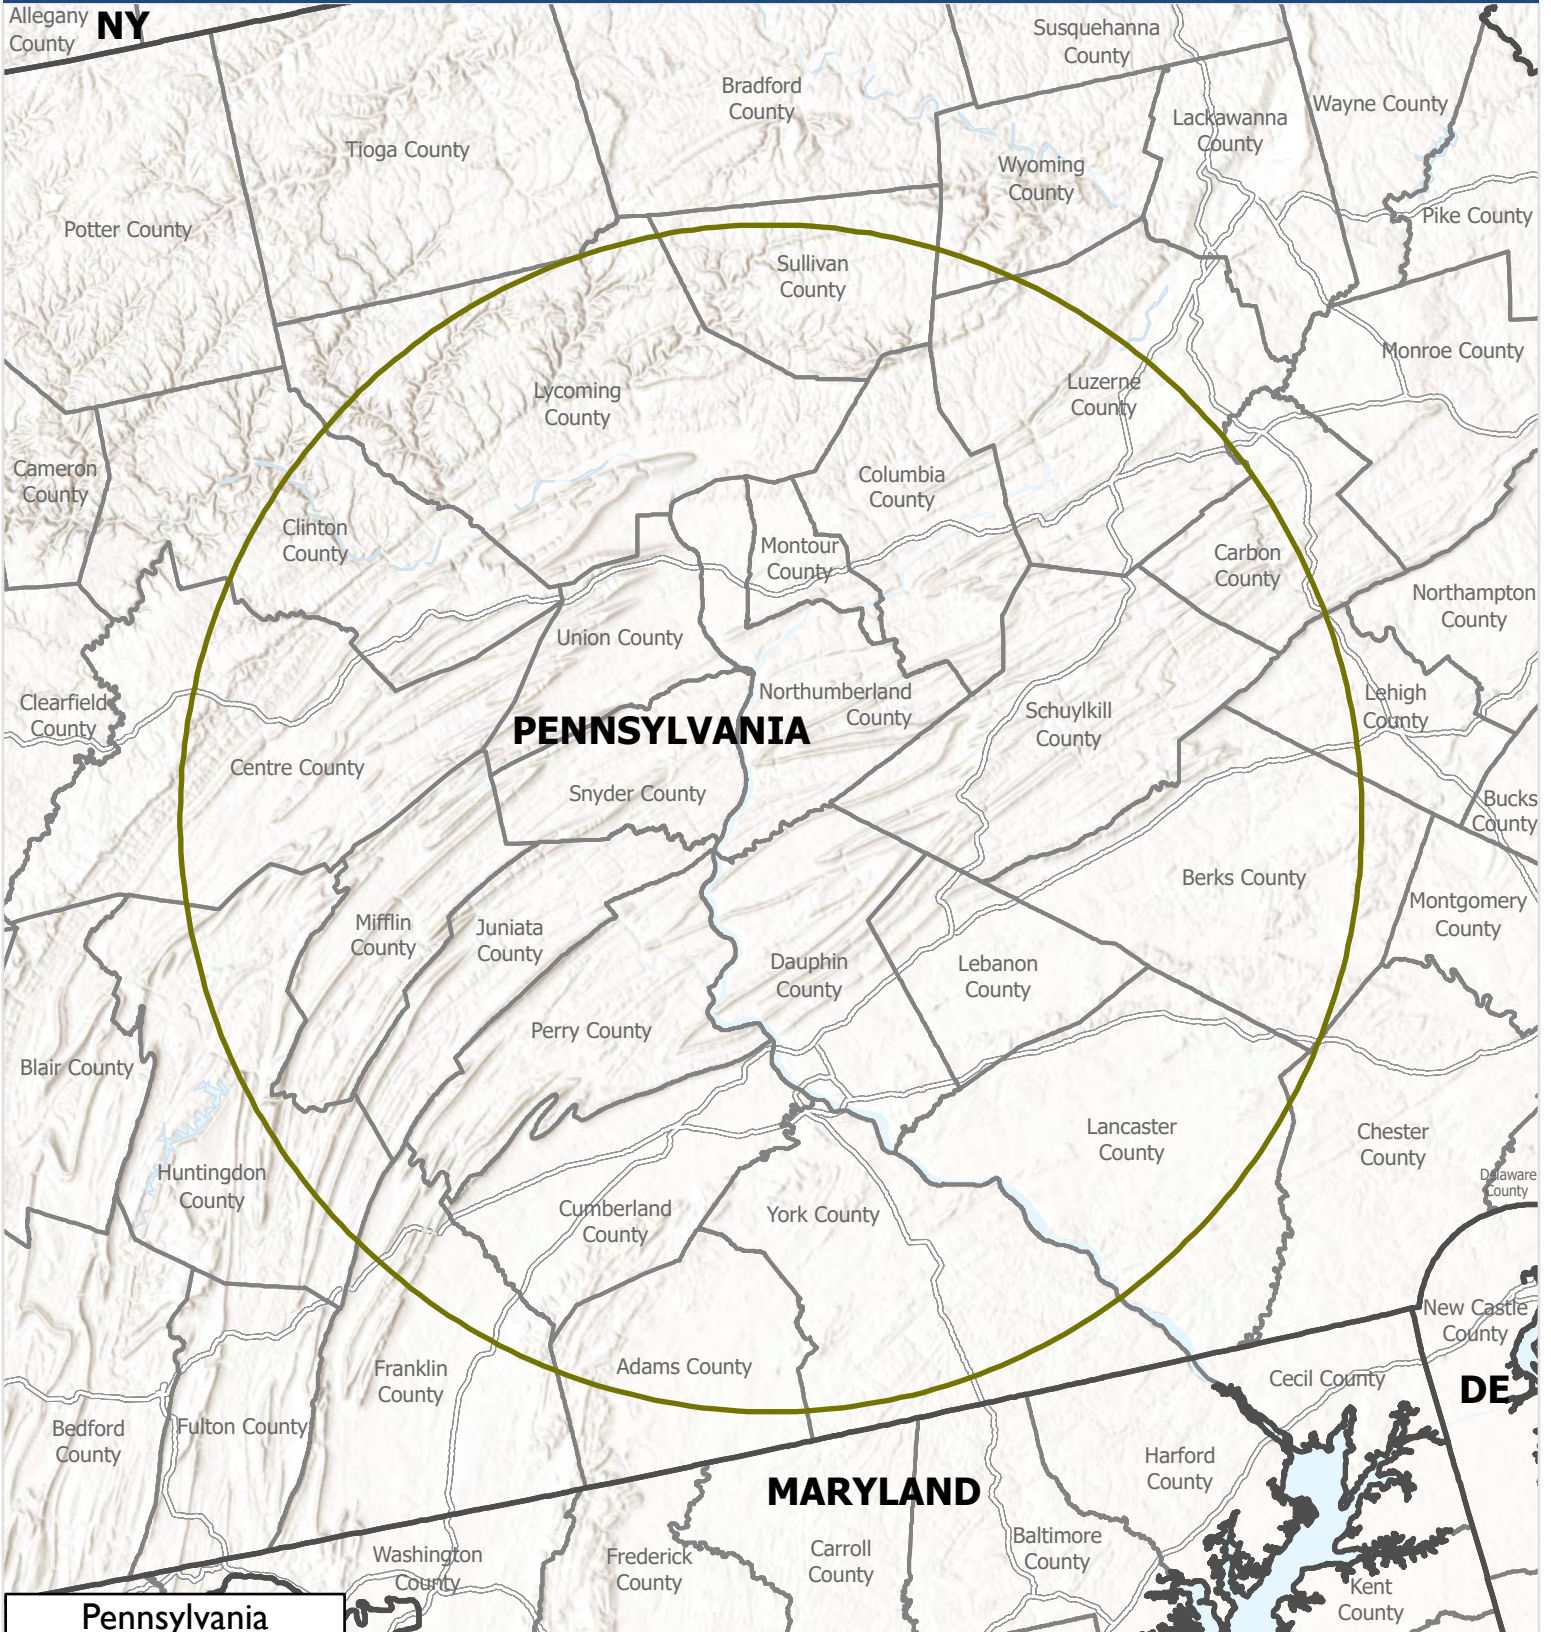 Allegany
County
NY
Susquehanna
County
Bradford
County
Wayne County
Lackawanna
County
Tioga County
Wyoming
County
Potter County
Pike County
Sullivan
County
Monroe County
Luzerne
County
Lycoming
County
Cameron
County
Columbia
County
Clinton
County
Montour
County
Carbon
County
Northampton
County
Union County
Northumberland
County
Clearfield
County
Lehigh
County
PENNSYLVANIA
Schuylkill
County
Centre County
Snyder County
Bucks
County
Berks County
Montgomery
County
Mifflin
County
Juniata
County
Dauphin
County
Lebanon
County
Perry County
Blair County
Lancaster
County
Chester
County
Huntingdon
County
Delaware
County
Cumberland
County
York County
New Castle
County
Adams County
Franklin
County
Cecil County
DE
Bedford
County
Fulton County
Harford
County
MARYLAND
Baltimore
County
Washington
County
Frederick
County
Carroll
County
Kent
County
Pennsylvania